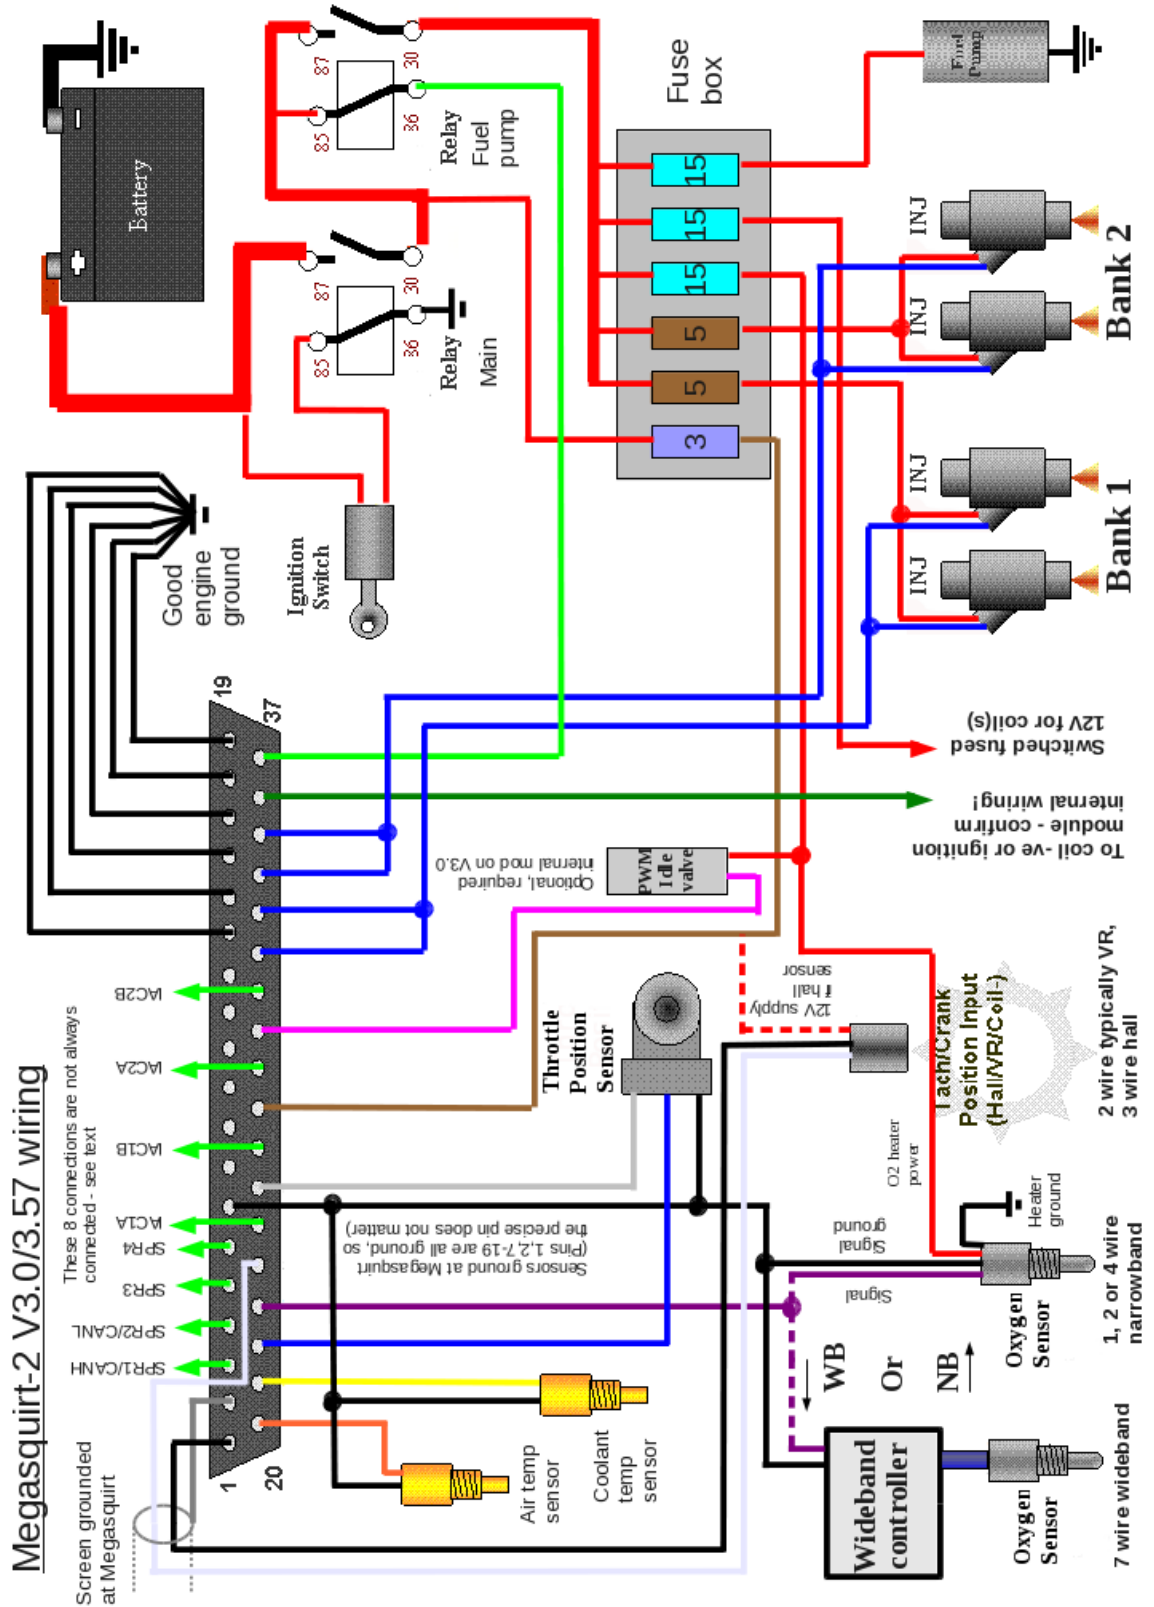 Megasquirt-2 V3.0/3.57 wiring
Screen grounded
at Megasquirt
These 8 connections are not always
connected - see text
SPR1/CANH
SPR2/CANL
SPR3
SPR4
IAC1A
IAC1B
IAC2A
IAC2B
1
19
20
37
Good
engine
ground
Battery
Ignition
Switch
87
30
85
86
Relay
Main
87
30
85
86
Relay
Fuel
pump
Fuse
box
3
5
5
15
15
15
Fuel
Pump
Air temp
sensor
Coolant
temp
sensor
Sensors ground at Megasquirt
(Pins 1,2,7-19 are all ground, so
the precise pin does not matter)
Throttle
Position
Sensor
Optional, required
internal mod on V3.0
PWM
Idle
valve
12V supply
if hall
sensor
Tach/Crank
Position Input
(Hall/VR/Coil-)
2 wire typically VR,
3 wire hall
To coil -ve or ignition
module - confirm
internal wiring!
Switched fused
12V for coil(s)
INJ
INJ
Bank 1
INJ
INJ
Bank 2
Wideband
controller
Oxygen
Sensor
7 wire wideband
WB
Or
NB
Signal
Signal
ground
O2 heater
power
Heater
ground
Oxygen
Sensor
1, 2 or 4 wire
narrowband